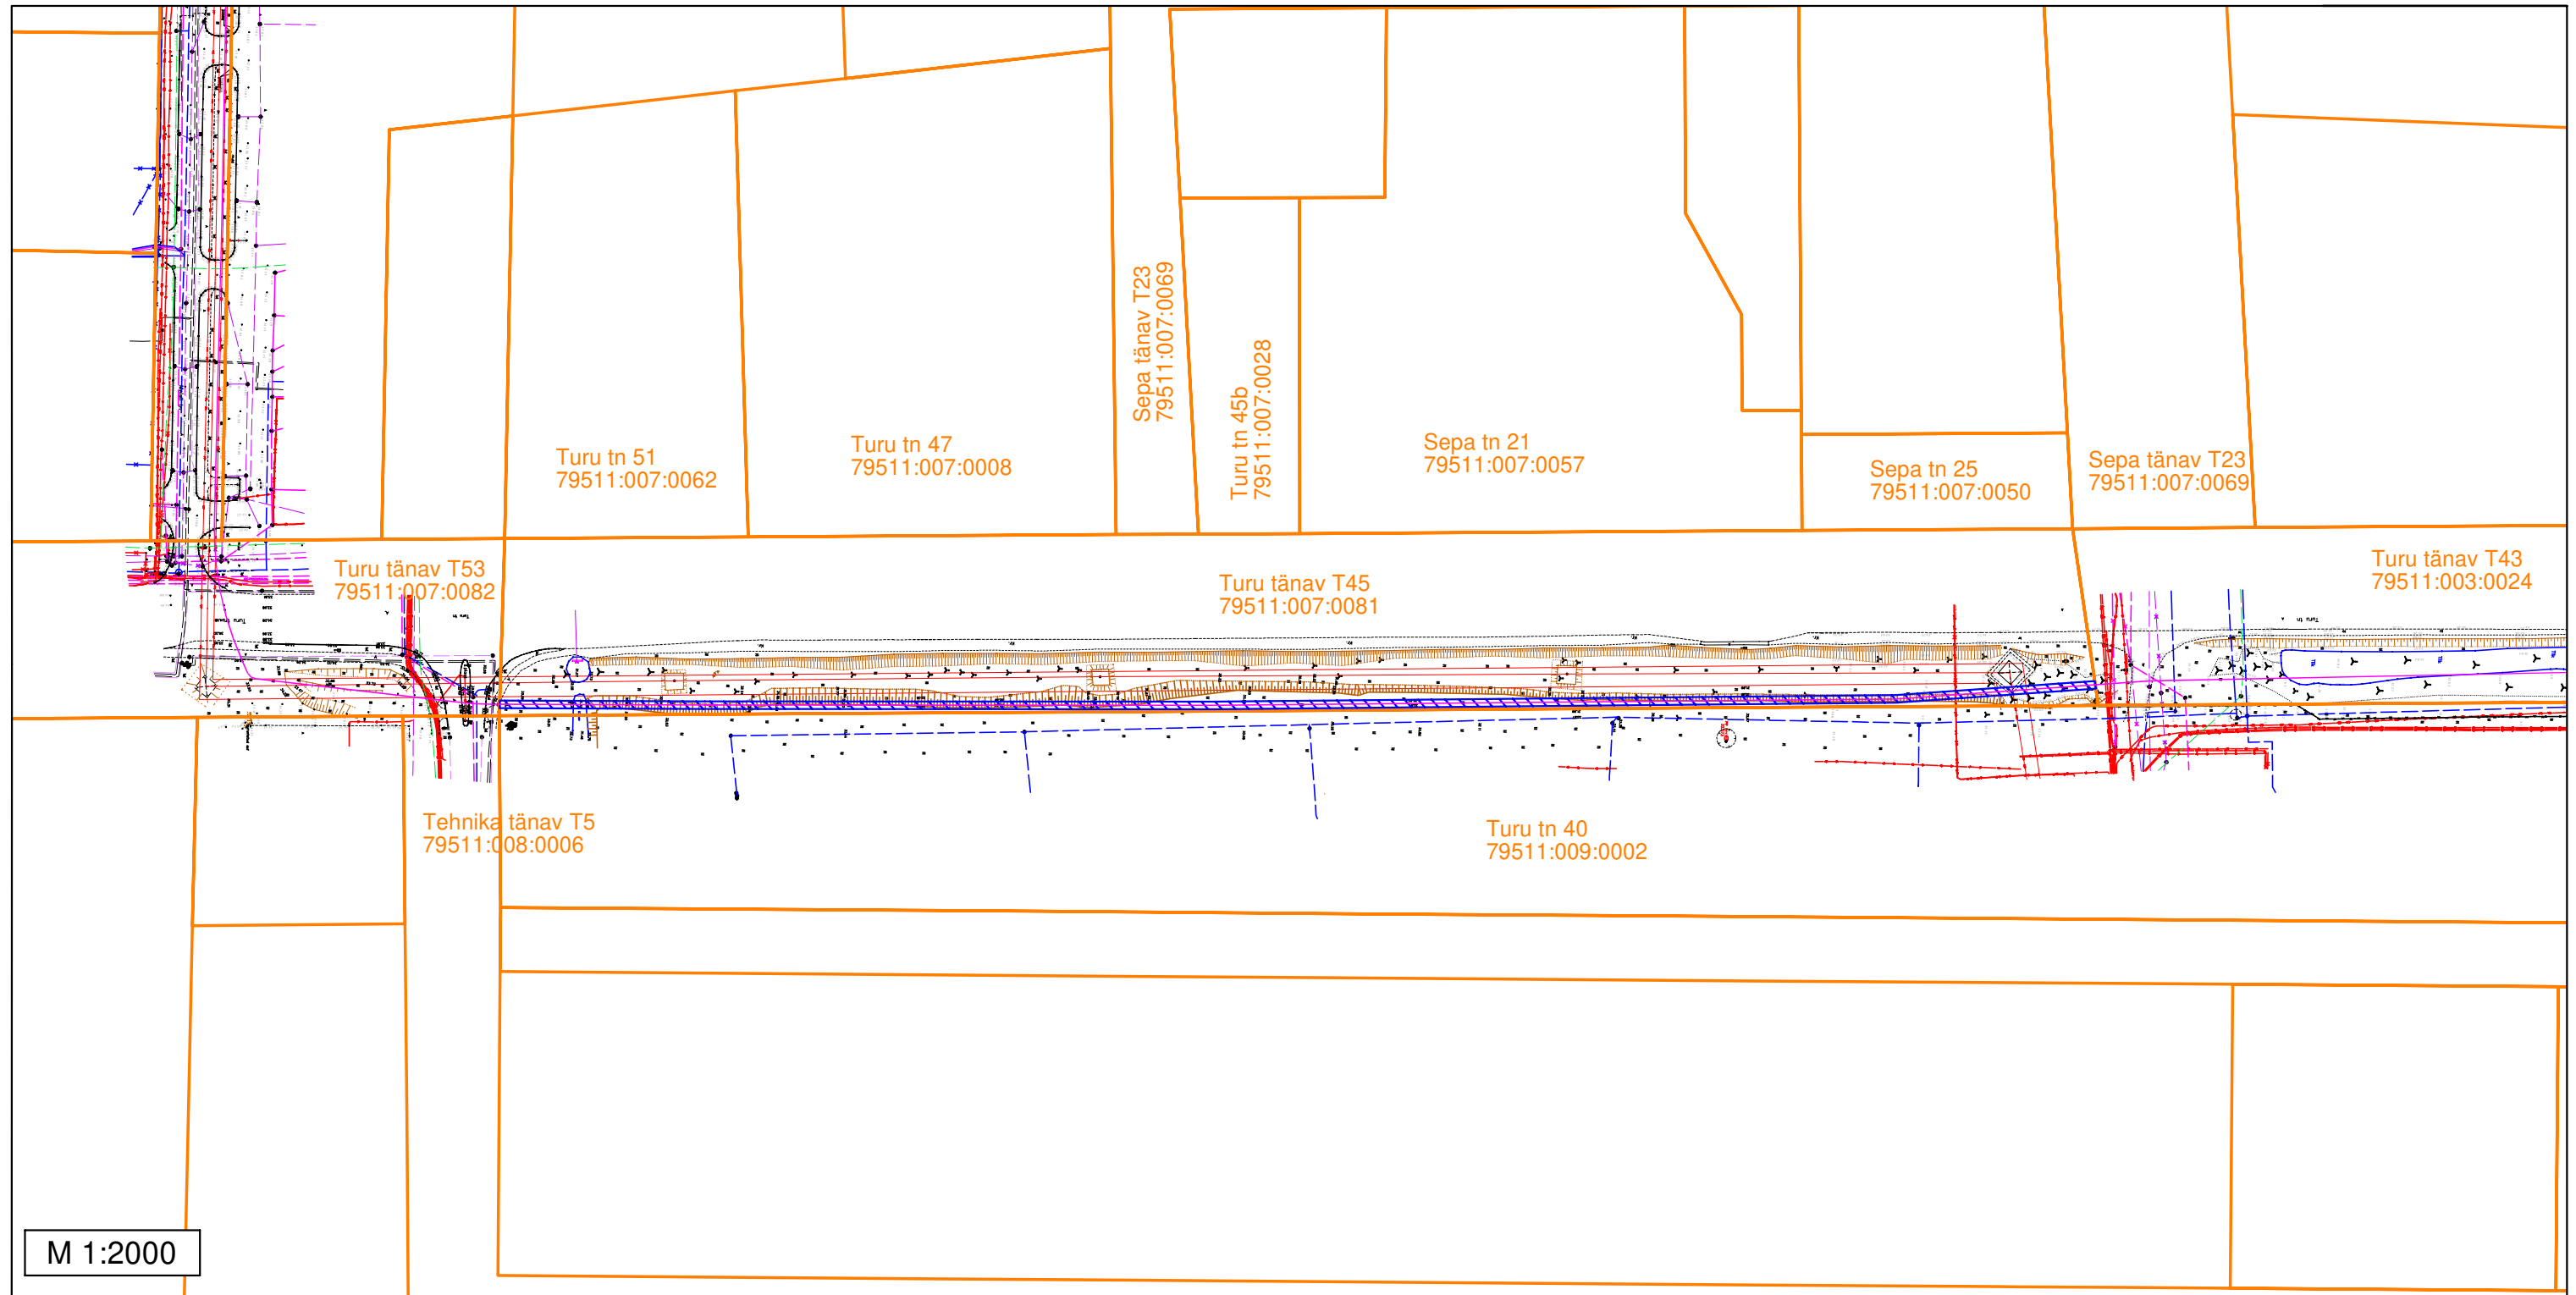 Sepa tänav T23
79511:007:0069
Turu tn 45b
79511:007:0028
Turu tn 51
79511:007:0062
Turu tn 47
79511:007:0008
Sepa tn 21
79511:007:0057
Sepa tn 25
79511:007:0050
Sepa tänav T23
79511:007:0069
Turu tänav T53
79511:007:0082
Turu tänav T45
79511:007:0081
Turu tänav T43
79511:003:0024
Tehnika tänav T5
79511:008:0006
Turu tn 40
79511:009:0002
M 1:2000